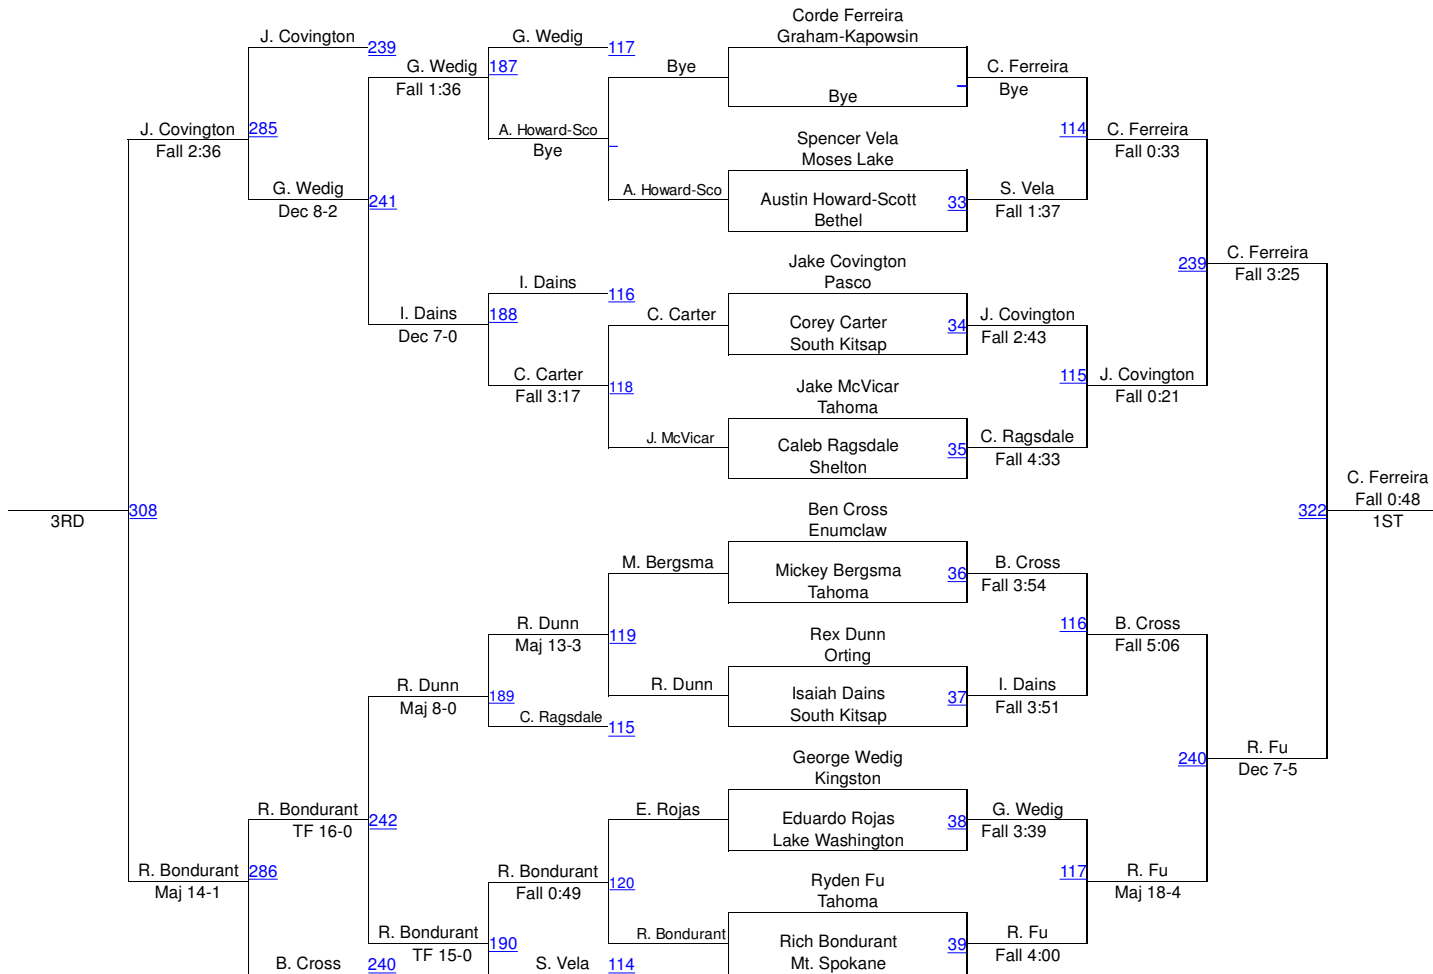 Corde Ferreira
J. Covington
G. Wedig
Graham-Kapowsin
239
117
G. Wedig
187
Bye
C. Ferreira
Fall 1:36
Bye
Bye
J. Covington
285
A. Howard-Sco
114
C. Ferreira
Fall 2:36
Bye
Spencer Vela
Fall 0:33
Moses Lake
G. Wedig
A. Howard-Sco
S. Vela
Dec 8-2
241
Austin Howard-Scott
33
Fall 1:37
Bethel
C. Ferreira
Jake Covington
239
Fall 3:25
I. Dains
Pasco
116
I. Dains
188
C. Carter
Corey Carter
34
J. Covington
Dec 7-0
South Kitsap
Fall 2:43
C. Carter
118
Jake McVicar
115
J. Covington
Fall 3:17
Tahoma
Fall 0:21
J. McVicar
Caleb Ragsdale
35
C. Ragsdale
Shelton
Fall 4:33
C. Ferreira
Fall 0:48
308
Ben Cross
322
3RD
Enumclaw
1ST
M. Bergsma
Mickey Bergsma
36
B. Cross
Tahoma
Fall 3:54
R. Dunn
119
Rex Dunn
116
B. Cross
Maj 13-3
Orting
Fall 5:06
R. Dunn
189
R. Dunn
Isaiah Dains
37
I. Dains
Maj 8-0
South Kitsap
Fall 3:51
C. Ragsdale
115
George Wedig
240
R. Fu
Kingston
Dec 7-5
R. Bondurant
242
E. Rojas
Eduardo Rojas
38
G. Wedig
TF 16-0
Lake Washington
Fall 3:39
R. Bondurant
286
R. Bondurant
120
Ryden Fu
117
R. Fu
Maj 14-1
Fall 0:49
Tahoma
Maj 18-4
R. Bondurant
190
R. Bondurant
Rich Bondurant
39
R. Fu
TF 15-0
Mt. Spokane
Fall 4:00
B. Cross
240
S. Vela
114